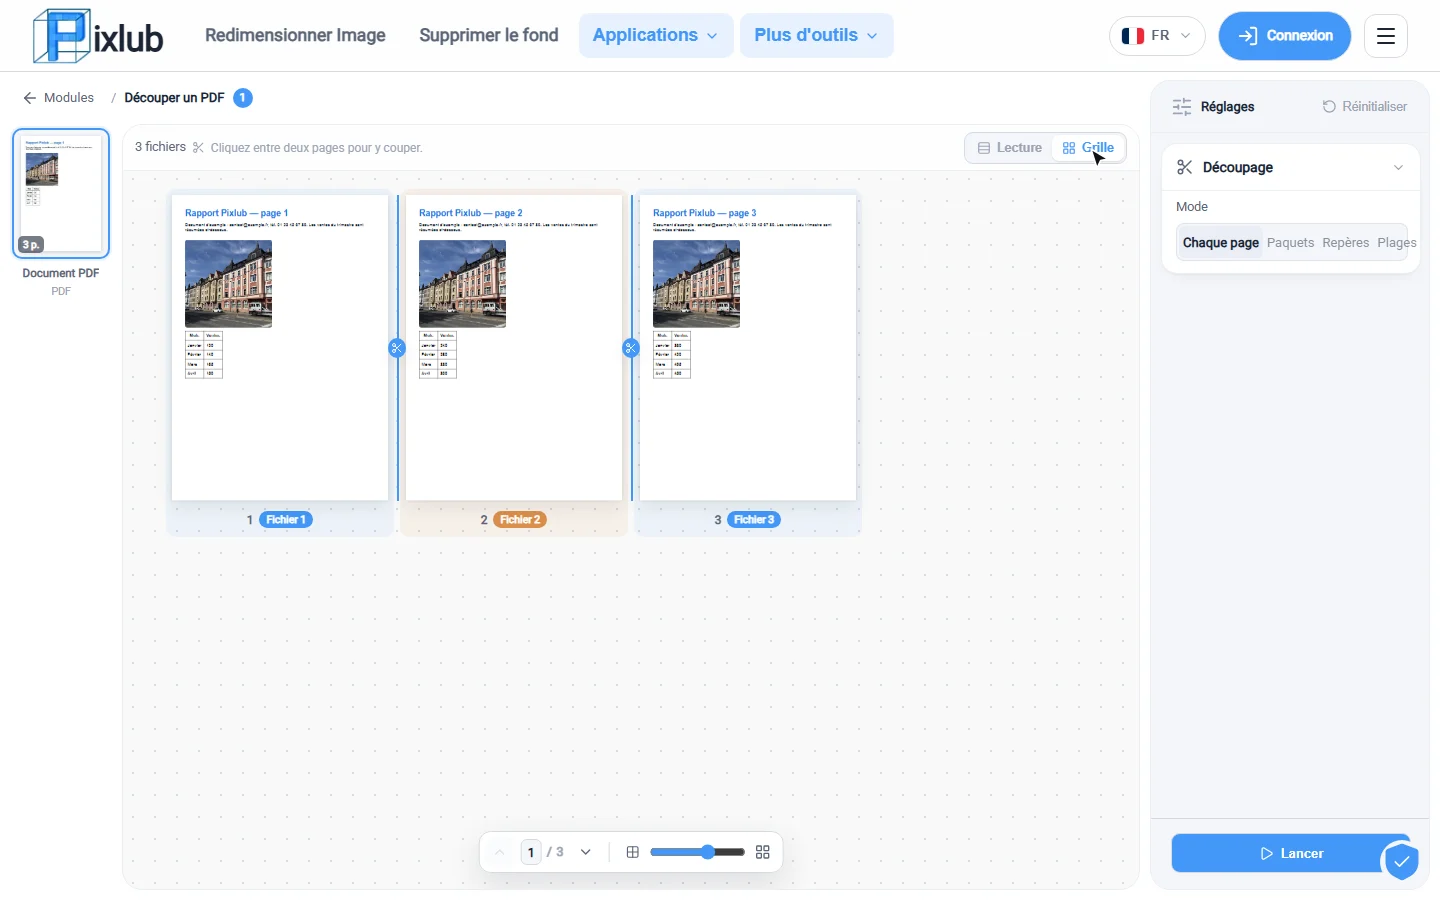 Pixlub
Redimensionner Image
Supprimer le fond
Applications
Plus d'outils
FR
Connexion
Modules / Découper un PDF 1
3 p.
Document PDF
PDF
3 fichiers Cliquez entre deux pages pour y couper.
Lecture
Grille
Rapport Pixlub — page 1
Rapport Pixlub — page 2
Rapport Pixlub — page 3
1 Fichier 1
2 Fichier 2
3 Fichier 3
1 / 3
Réglages
Réinitialiser
Découpage
Mode
Chaque page Paquets Repères Plages
Lancer